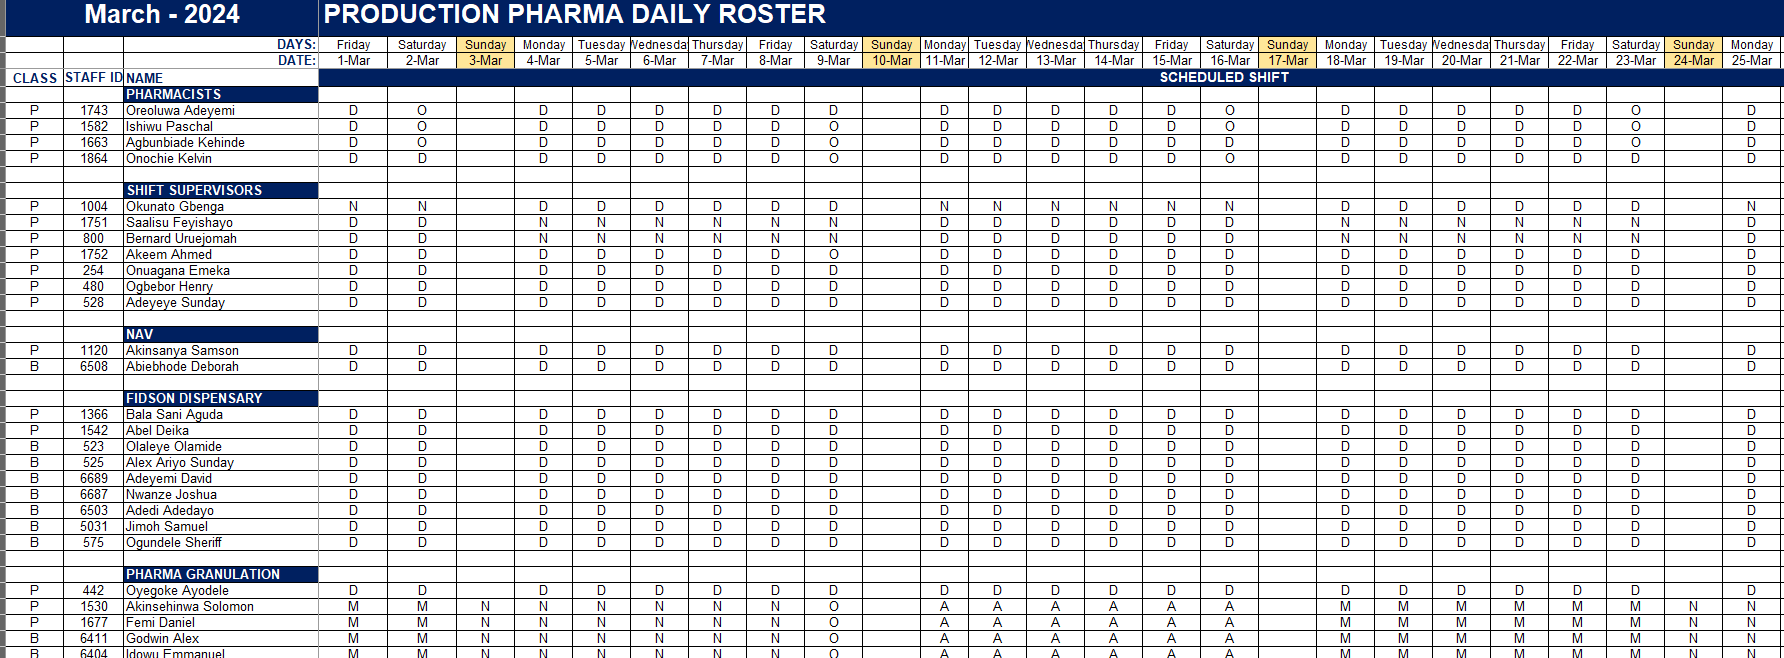 March - 2024 PRODUCTION PHARMA DAILY ROSTER
DAYS: Friday Saturday Sunday Monday Tuesday Wednesda Thursday Friday Saturday Sunday Monday Tuesday Wednesda Thursday Friday Saturday Sunday Monday Tuesday Wednesda Thursday Friday Saturday Sunday Monday
DATE: 1-Mar 2-Mar 3-Mar 4-Mar 5-Mar 6-Mar 7-Mar 8-Mar 9-Mar 10-Mar 11-Mar 12-Mar 13-Mar 14-Mar 15-Mar 16-Mar 17-Mar 18-Mar 19-Mar 20-Mar 21-Mar 22-Mar 23-Mar 24-Mar 25-Mar
CLASS STAFF ID NAME SCHEDULED SHIFT
PHARMACISTS
P 1743 Oreoluwa Adeyemi D O D D D D D D D D D D D O D D D D D O D
P 1582 Ishiwu Paschal D O D D D D D O D D D D D O D D D D D O D
P 1663 Agbunbiade Kehinde D O D D D D D O D D D D D D D D D D D O D
P 1864 Onochie Kelvin D D D D D D D O D D D D D O D D D D D D D
SHIFT SUPERVISORS
P 1004 Okunato Gbenga N N D D D D D D N N N N N N D D D D D D N
P 1751 Saalisu Feyishayo D D N N N N N N D D D D D D N N N N N N D
P 800 Bernard Uruejomah D D N N N N N N D D D D D D N N N N N N D
P 1752 Akeem Ahmed D D D D D D D O D D D D D D D D D D D D D
P 254 Onuagana Emeka D D D D D D D D D D D D D D D D D D D D D
P 480 Ogbebor Henry D D D D D D D D D D D D D D D D D D D D D
P 528 Adeyeye Sunday D D D D D D D D D D D D D D D D D D D D D
NAV
P 1120 Akinsanya Samson D D D D D D D D D D D D D D D D D D D D D
B 6508 Abiebhode Deborah D D D D D D D D D D D D D D D D D D D D D
FIDSON DISPENSARY
P 1366 Bala Sani Aguda D D D D D D D D D D D D D D D D D D D D D
P 1542 Abel Deika D D D D D D D D D D D D D D D D D D D D D
B 523 Olaleye Olamide D D D D D D D D D D D D D D D D D D D D D
B 525 Alex Ariyo Sunday D D D D D D D D D D D D D D D D D D D D D
B 6689 Adeyemi David D D D D D D D D D D D D D D D D D D D D D
B 6687 Nwanze Joshua D D D D D D D D D D D D D D D D D D D D D
B 6503 Adedi Adedayo D D D D D D D D D D D D D D D D D D D D D
B 5031 Jimoh Samuel D D D D D D D D D D D D D D D D D D D D D
B 575 Ogundele Sheriff D D D D D D D D D D D D D D D D D D D D D
PHARMA GRANULATION
P 442 Oyegoke Ayodele D D D D D D D D D D D D D D D D D D D D D
P 1530 Akinsehinwa Solomon M M N N N N N N O A A A A A A M M M M M M N N
P 1677 Femi Daniel M M N N N N N N O A A A A A A M M M M M M N N
B 6411 Godwin Alex M M N N N N N N O A A A A A A M M M M M M N N
B 6404 Idowu Emmanuel M M N N N N N N O A A A A A A M M M M M M N N